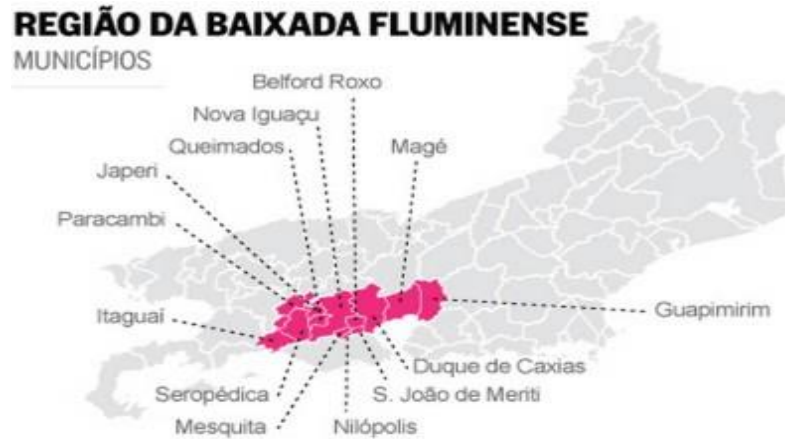 REGIÃO DA BAIXADA FLUMINENSE
MUNICÍPIOS
Belford Roxo
Nova Iguaçu
Queimados
Magé
Japeri
Paracambi
Itaguaí
Guapimirim
Duque de Caxias
Seropédica
S. João de Meriti
Mesquita
Nilópolis